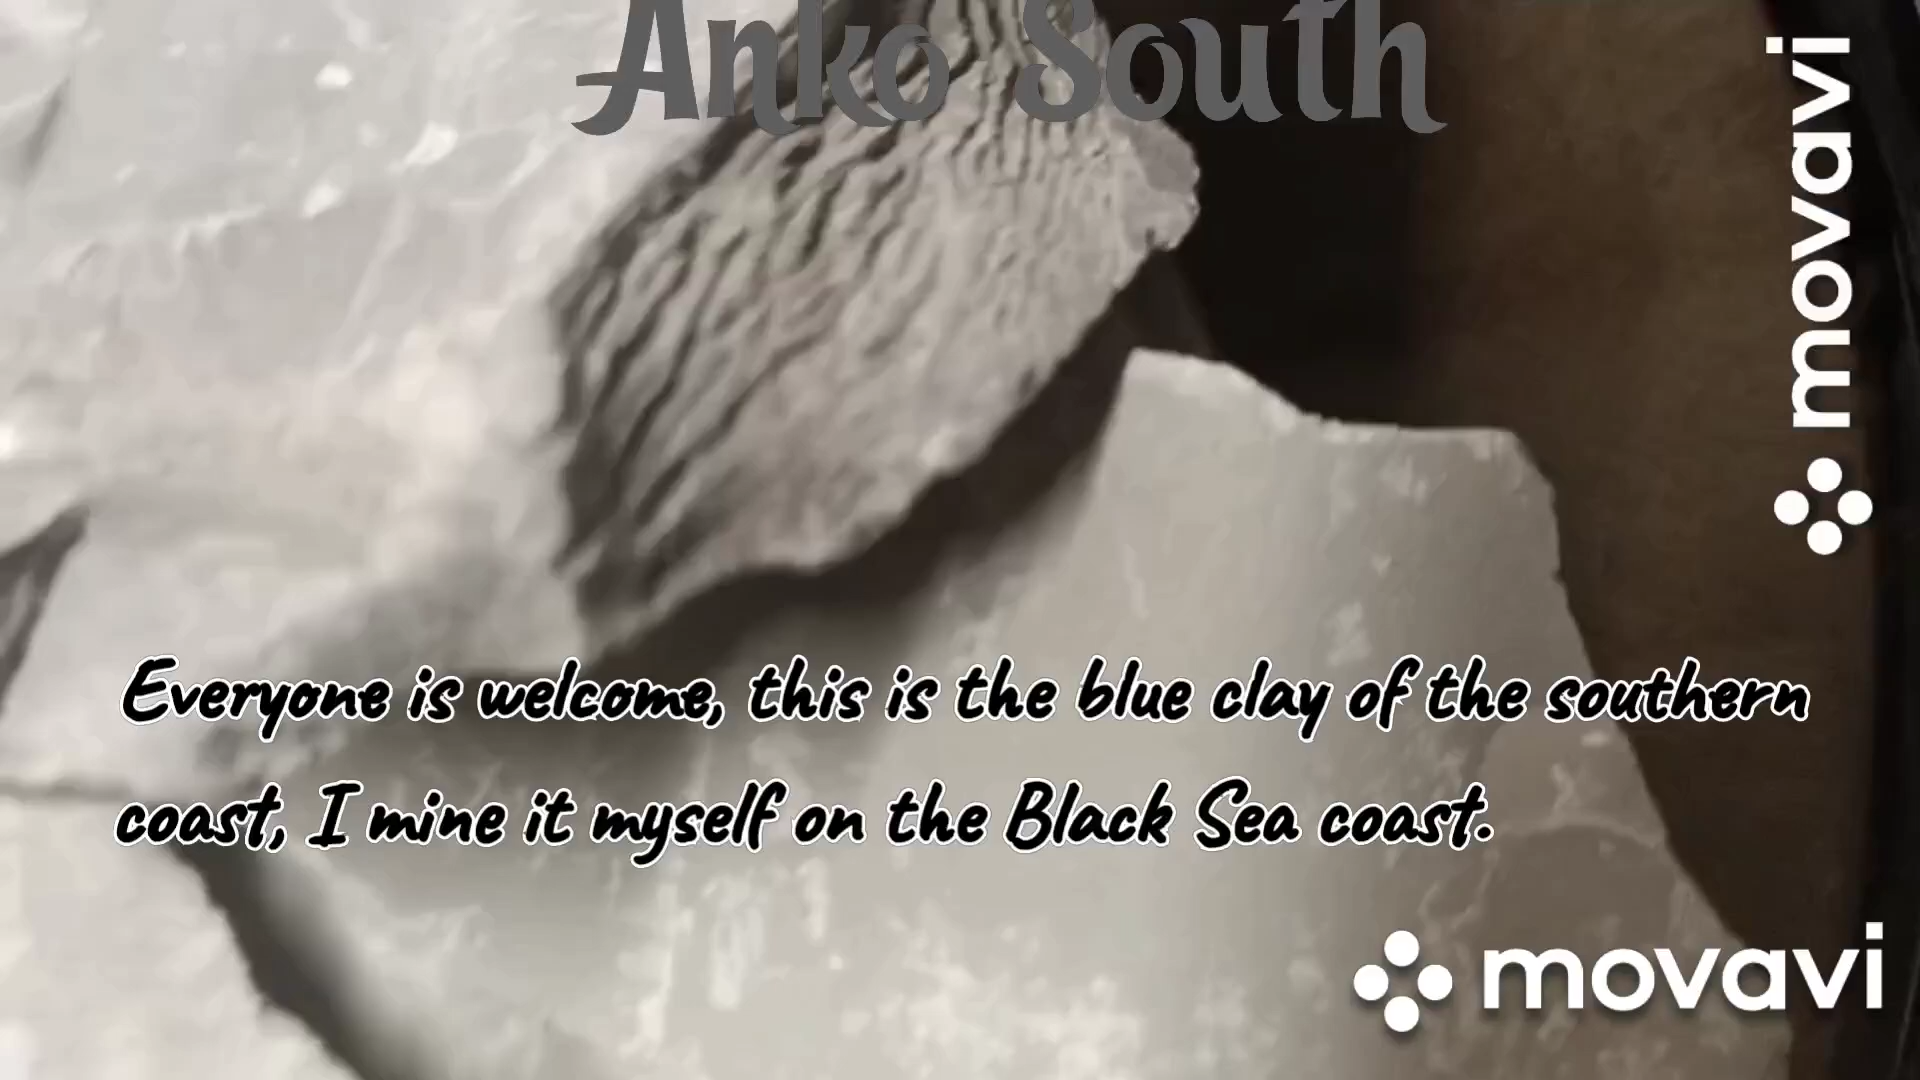 Anko South
movavi
Everyone is welcome, this is the blue clay of the southern
coast, I mine it myself on the Black Sea coast.
movavi